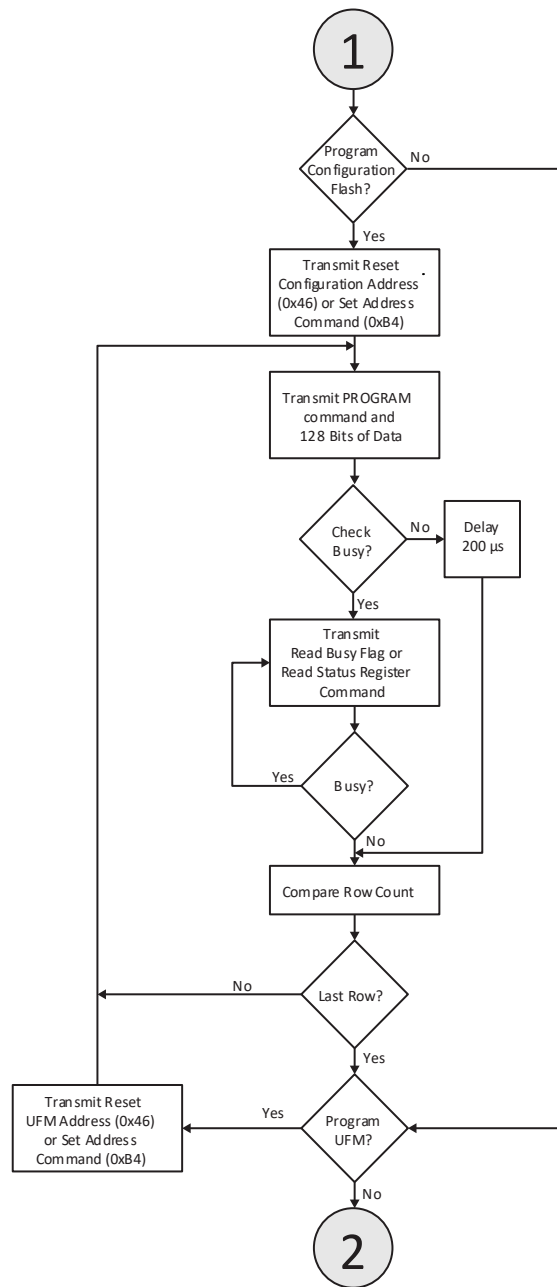 1
Program
Configuration
Flash?
No
Yes
Transmit Reset
Configuration Address
(0x46) or Set Address
Command (0xB4)
Transmit PROGRAM
command and
128 Bits of Data
Check
Busy?
No
Delay
200 µs
Yes
Transmit
Read Busy Flag or
Read Status Register
Command
Yes
Busy?
No
Compare Row Count
No
Last Row?
Yes
Transmit Reset
UFM Address (0x46)
or Set Address
Command (0xB4)
Yes
Program
UFM?
No
2